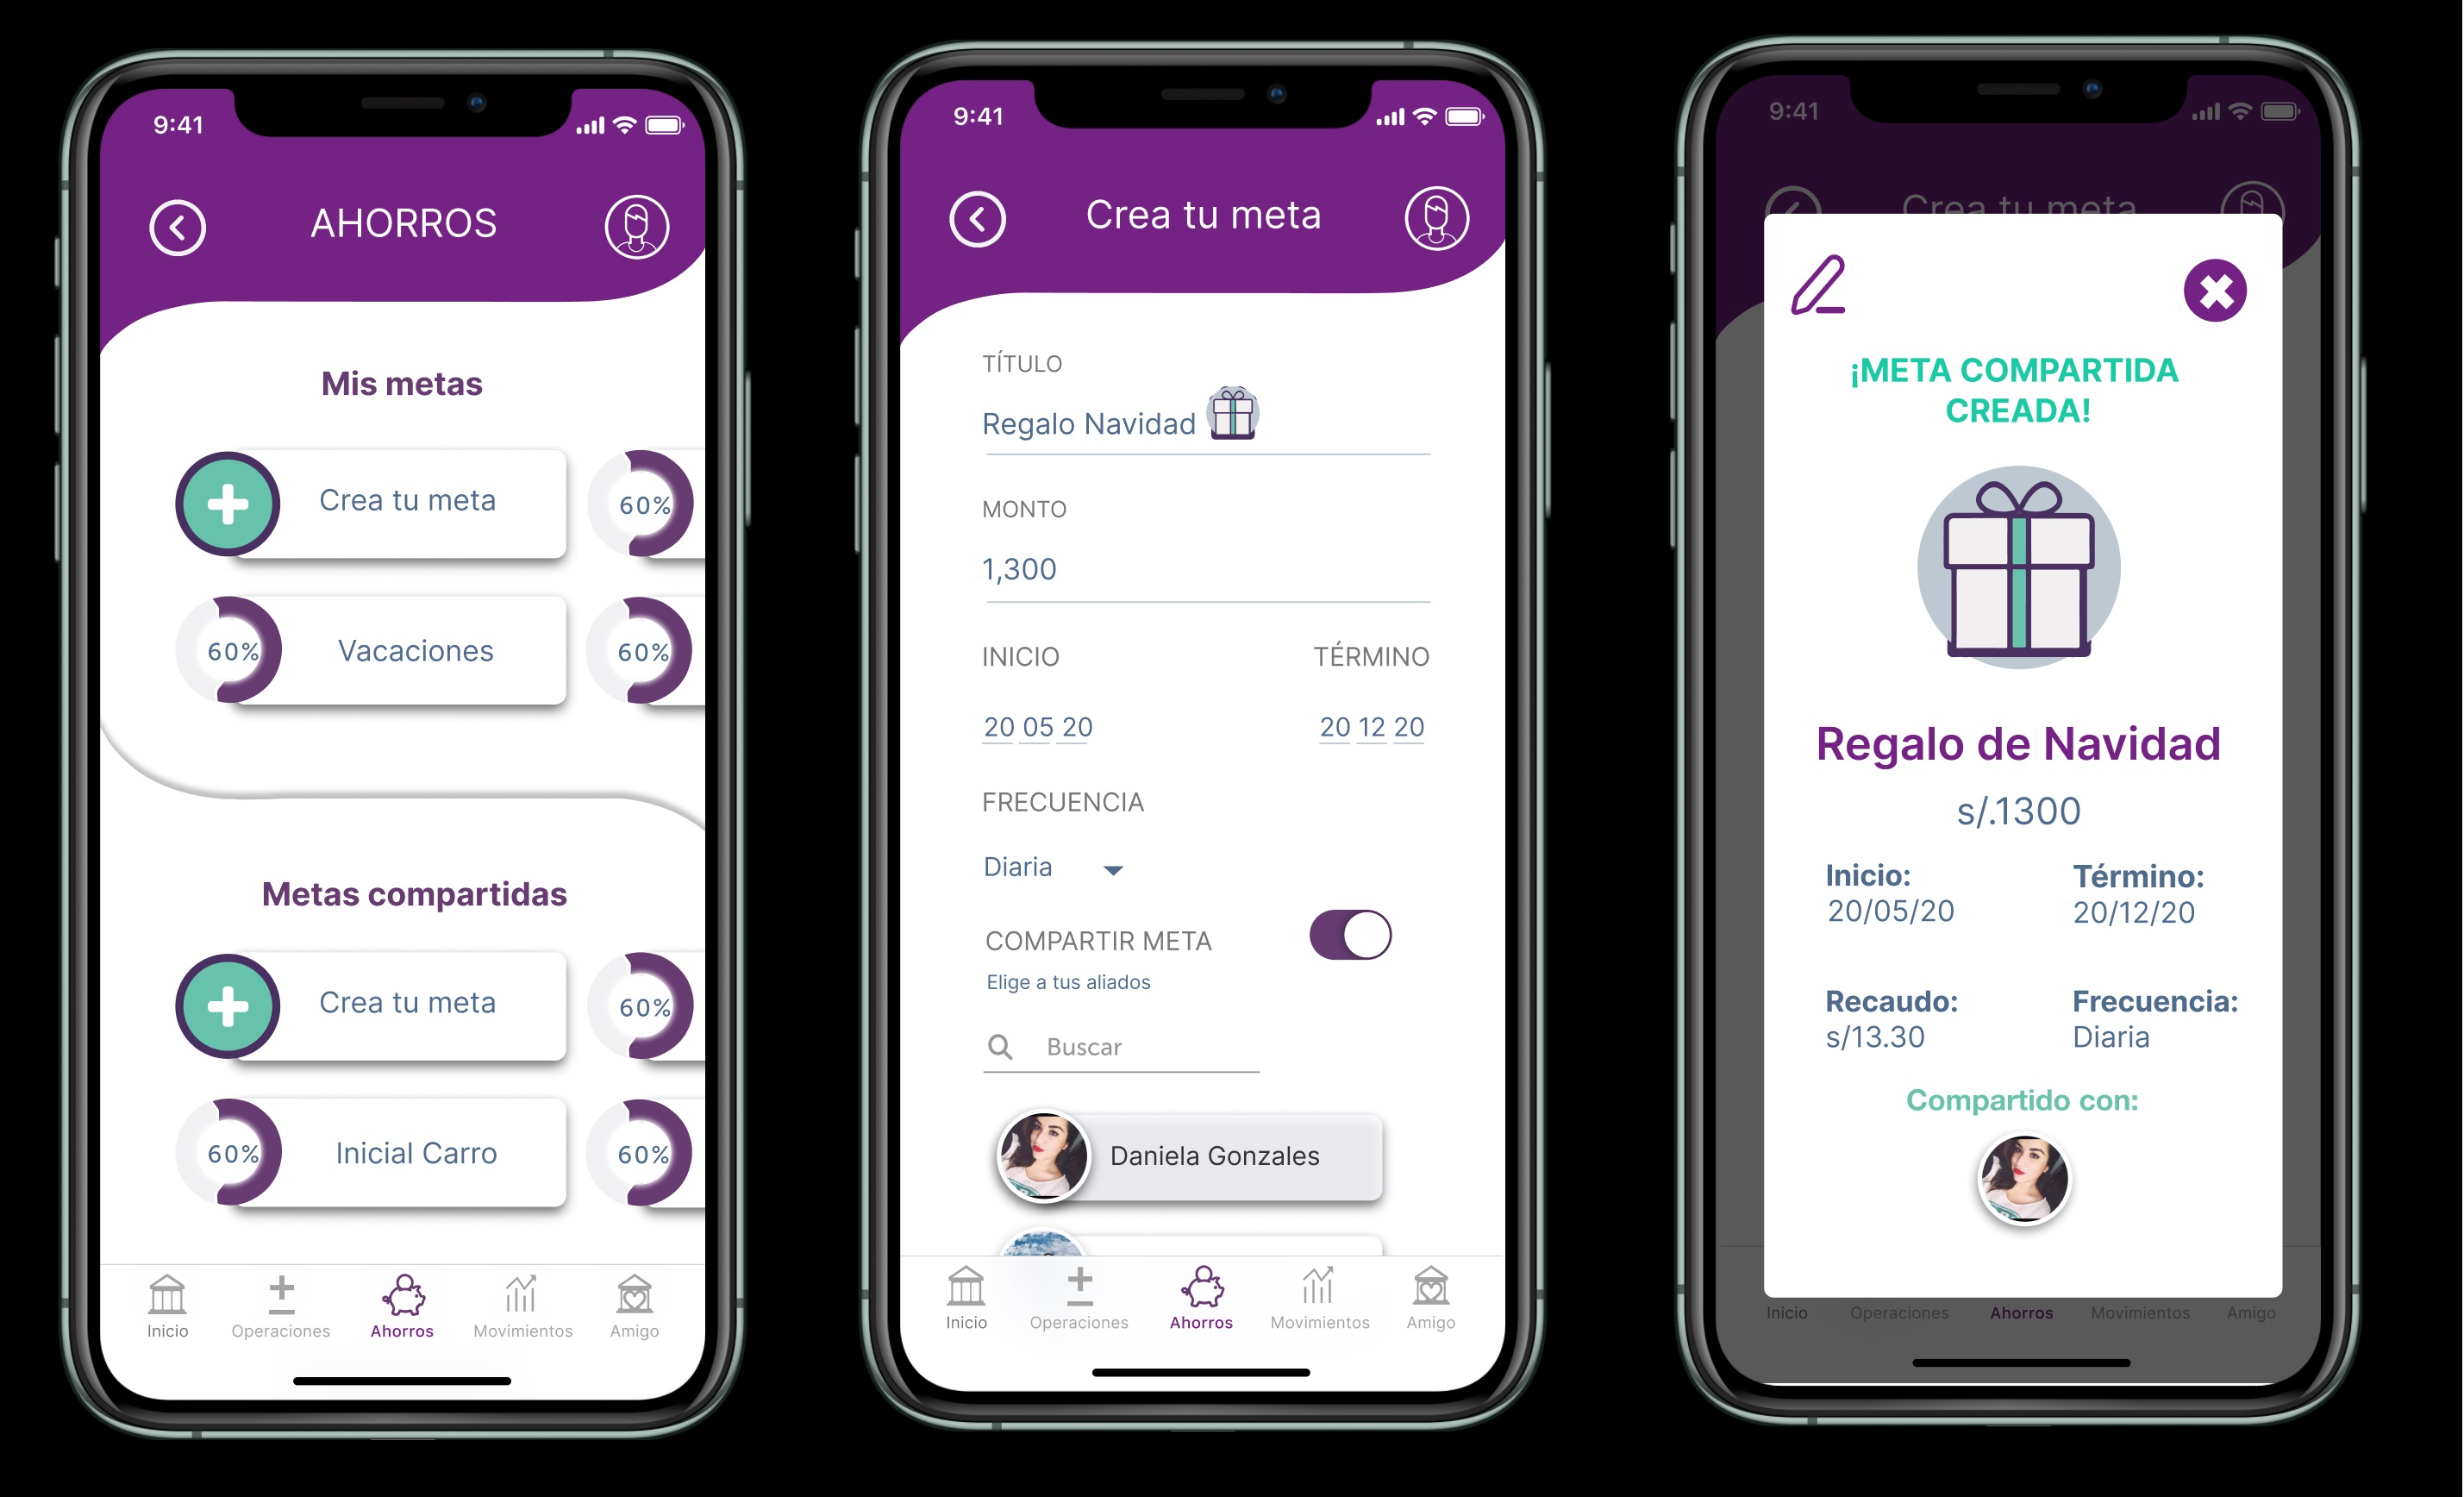 9:41
AHORROS
Mis metas
Crea tu meta
60%
60%
Vacaciones
60%
Metas compartidas
Crea tu meta
60%
60%
Inicial Carro
60%
Inicio
Operaciones
Ahorros
Movimientos
Amigo
9:41
Crea tu meta
TÍTULO
Regalo Navidad
MONTO
1,300
INICIO
TÉRMINO
20 05 20
20 12 20
FRECUENCIA
Diaria
COMPARTIR META
Elige a tus aliados
Buscar
Daniela Gonzales
Inicio
Operaciones
Ahorros
Movimientos
Amigo
9:41
Crea tu meta
¡META COMPARTIDA
CREADA!
Regalo de Navidad
s/.1300
Inicio:
Término:
20/05/20
20/12/20
Recaudo:
Frecuencia:
s/13.30
Diaria
Compartido con:
Inicio
Operaciones
Ahorros
Movimientos
Amigo